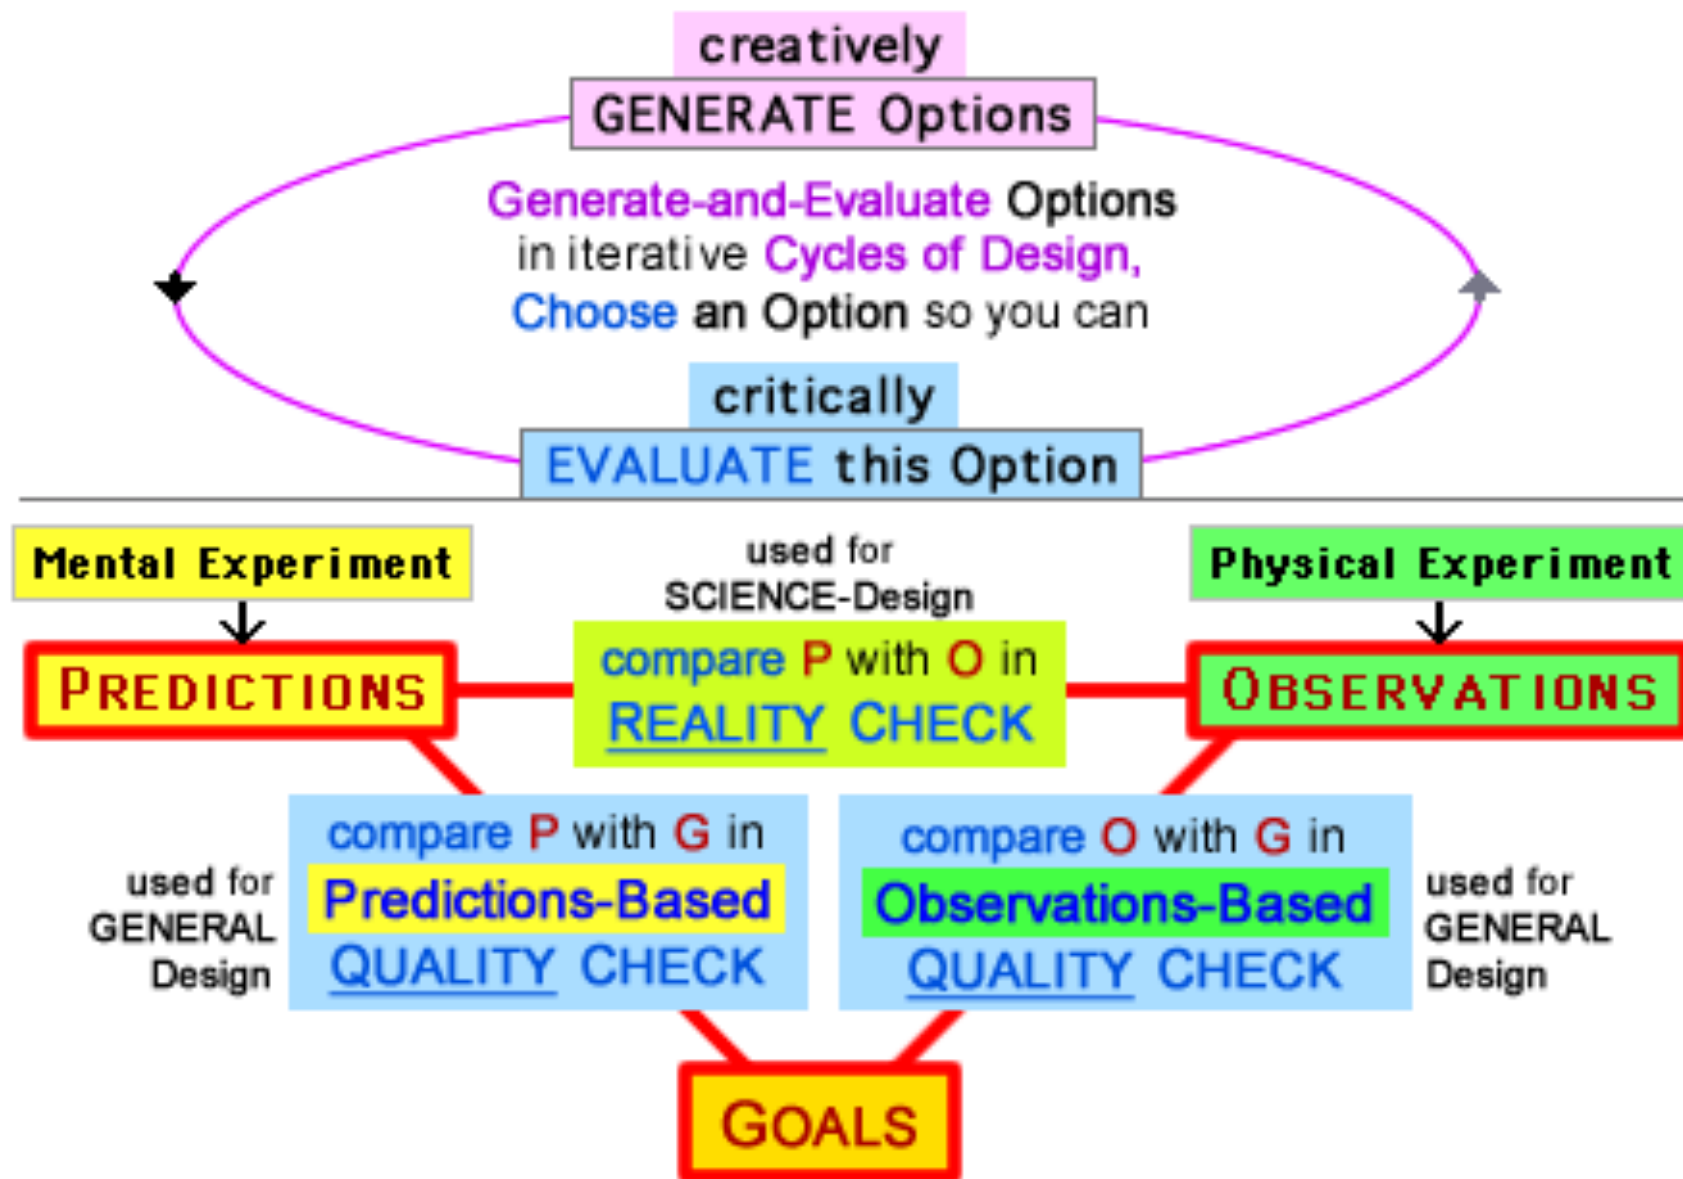 creatively
GENERATE Options
Generate-and-Evaluate Options
in iterative Cycles of Design,
Choose an Option so you can
critically
EVALUATE this Option
Mental Experiment
PREDICTIONS
used for
SCIENCE-Design
compare P with O in
REALITY CHECK
Physical Experiment
OBSERVATIONS
used for
GENERAL
Design
compare P with G in
Predictions-Based
QUALITY CHECK
compare O with G in
Observations-Based
QUALITY CHECK
used for
GENERAL
Design
GOALS